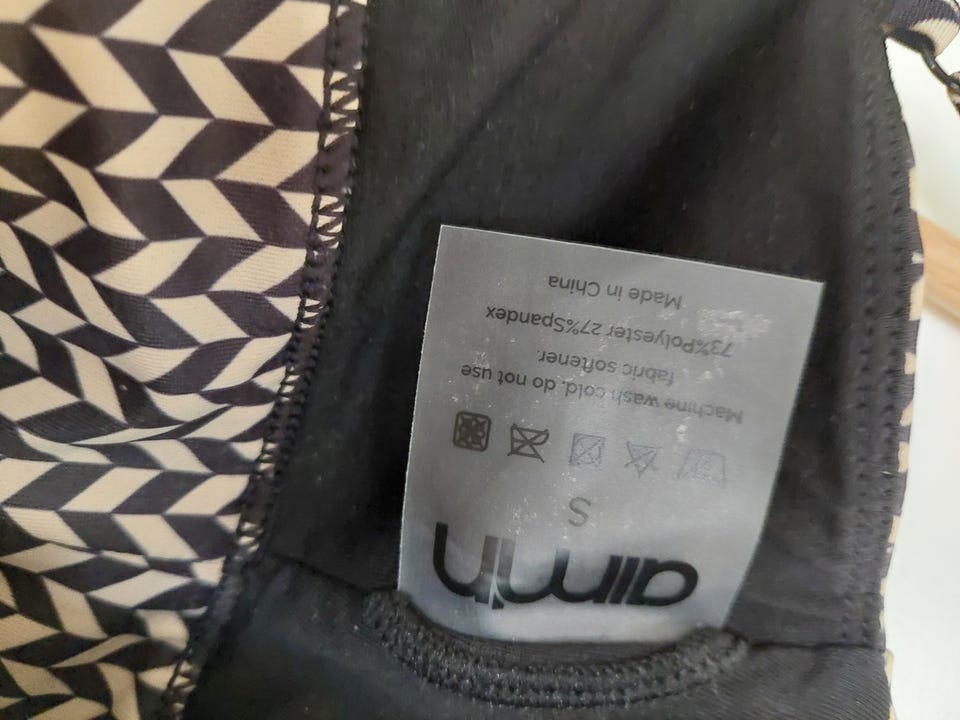 aim'n
S
Machine wash cold, do not use
fabric softener.
73%Polyester 27%Spandex
Made in China